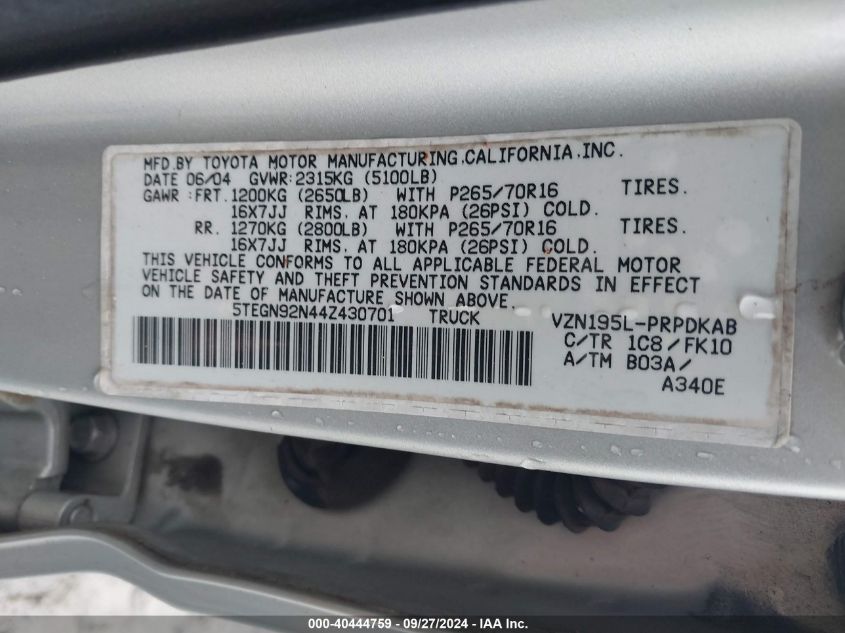 MFD.BY TOYOTA MOTOR MANUFACTURING.CALIFORNIA.INC.
DATE 06/04 GVWR:2315KG (5100LB)
GAWR :FRT.1200KG (2650LB) WITH P265/70R16 TIRES.
16X7JJ RIMS. AT 180KPA (26PSI) COLD.
RR. 1270KG (2800LB) WITH P265/70R16 TIRES.
16X7JJ RIMS. AT 180KPA (26PSI) COLD.
THIS VEHICLE CONFORMS TO ALL APPLICABLE FEDERAL MOTOR
VEHICLE SAFETY AND THEFT PREVENTION STANDARDS IN EFFECT
ON THE DATE OF MANUFACTURE SHOWN ABOVE.
5TEGN92N44Z430701 TRUCK VZN195L-PRPDKAB
C/TR 1C8/FK10
A/TM B03A/
A340E
000-40444759 - 09/27/2024 - IAA Inc.